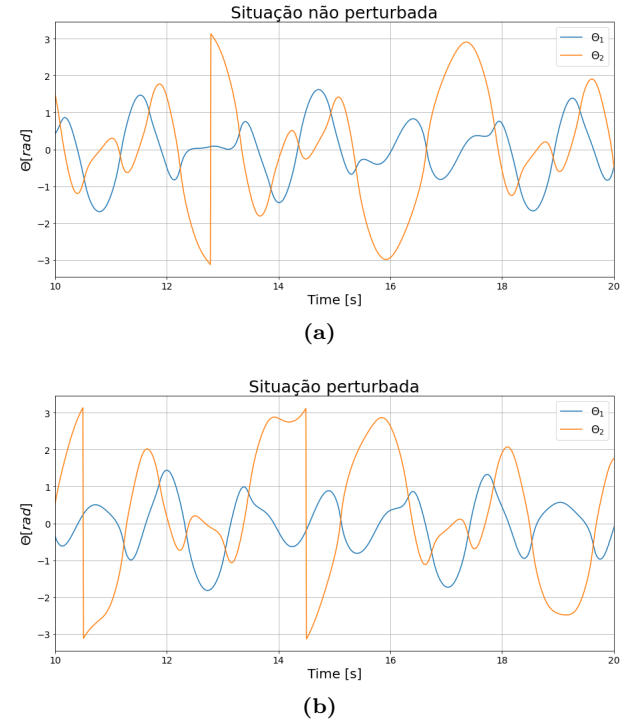 Situação não perturbada
Θ₁
Θ₂
Θ[rad]
3
2
1
0
−1
−2
−3
10 12 14 16 18 20
Time [s]
(a)
Situação perturbada
Θ₁
Θ₂
Θ[rad]
3
2
1
0
−1
−2
−3
10 12 14 16 18 20
Time [s]
(b)